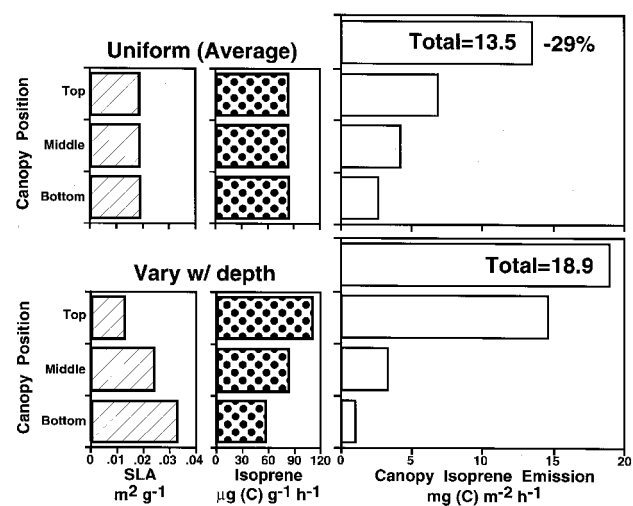 Uniform (Average)
Total=13.5 -29%
Canopy Position
Top
Middle
Bottom
Vary w/ depth
Total=18.9
Canopy Position
Top
Middle
Bottom
0 .01 .02 .03 .04
SLA
m² g⁻¹
0 30 60 90 120
Isoprene
μg (C) g⁻¹ h⁻¹
0 5 10 15 20
Canopy Isoprene Emission
mg (C) m⁻² h⁻¹